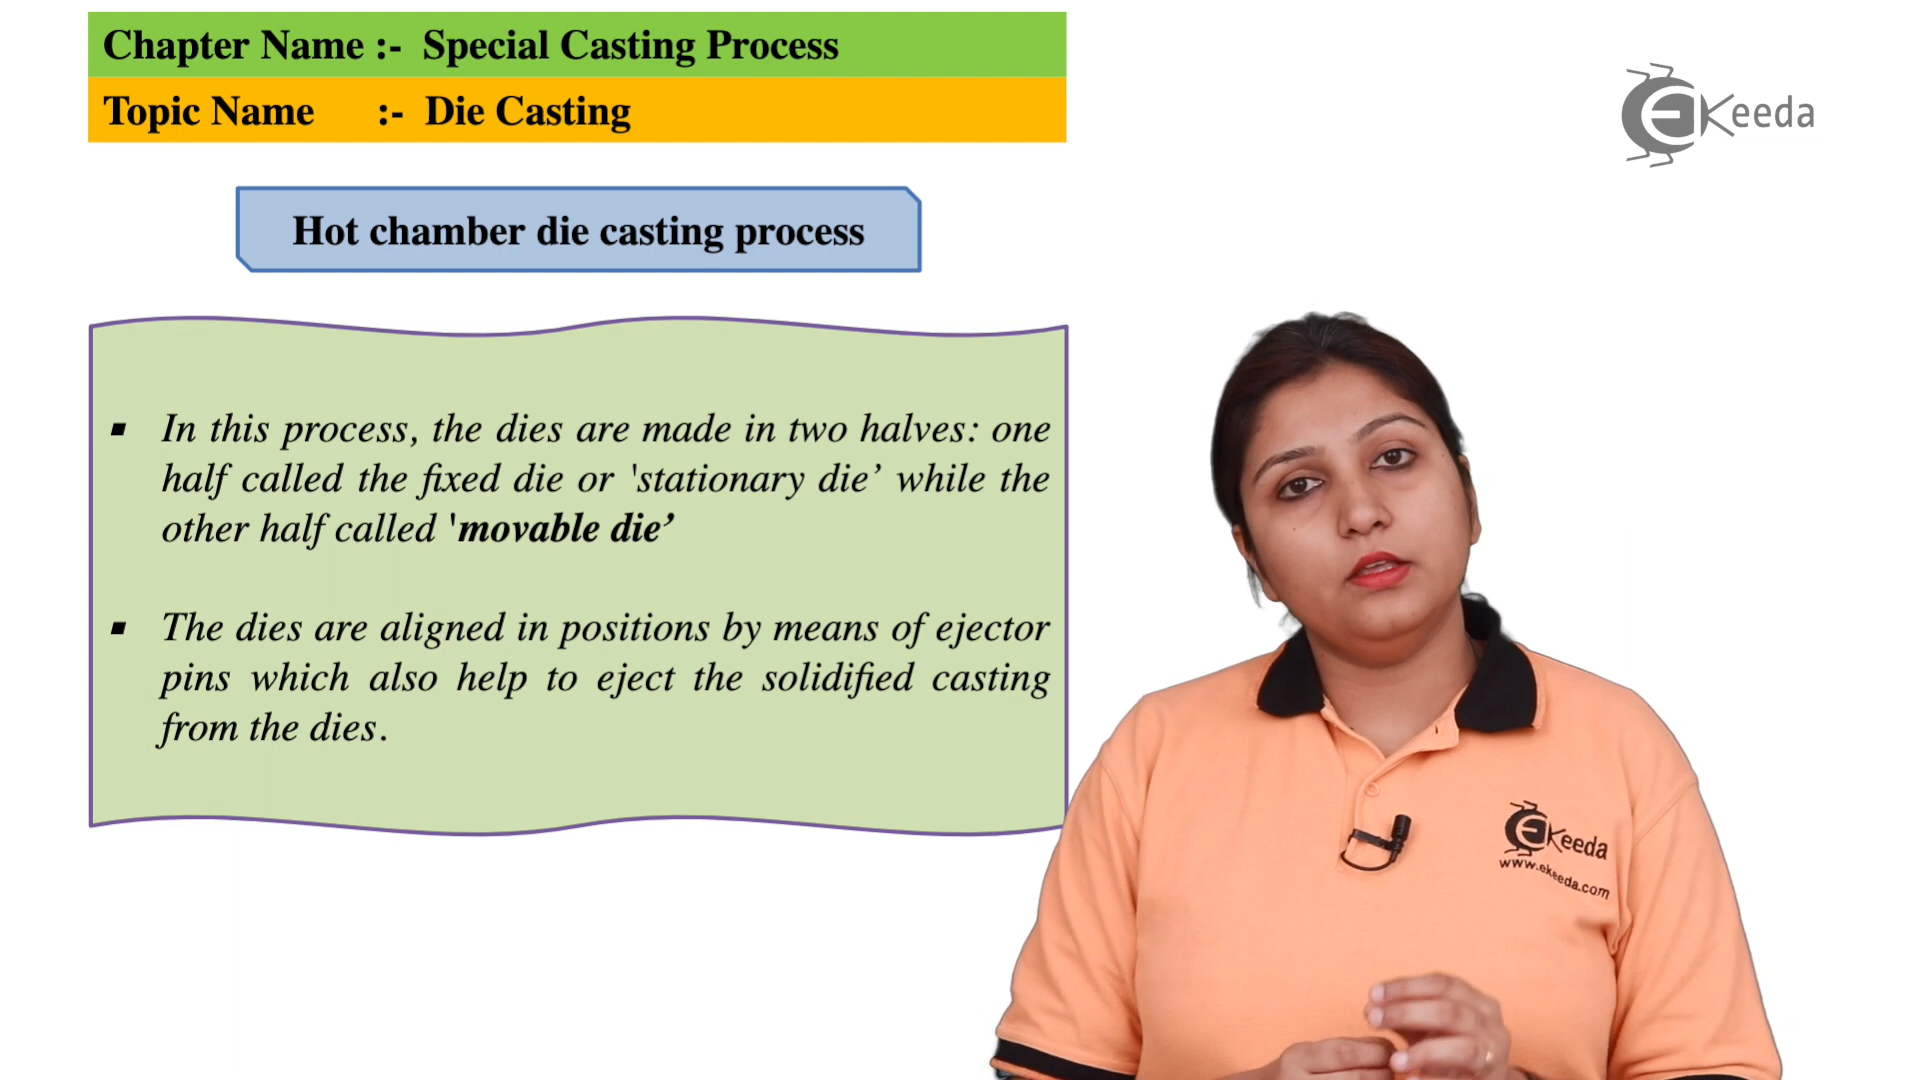 Chapter Name :- Special Casting Process
Topic Name :- Die Casting
EKeeda
Hot chamber die casting process
▪ In this process, the dies are made in two halves: one
half called the fixed die or 'stationary die’ while the
other half called 'movable die’
▪ The dies are aligned in positions by means of ejector
pins which also help to eject the solidified casting
from the dies.
EKeeda
www.ekeeda.com